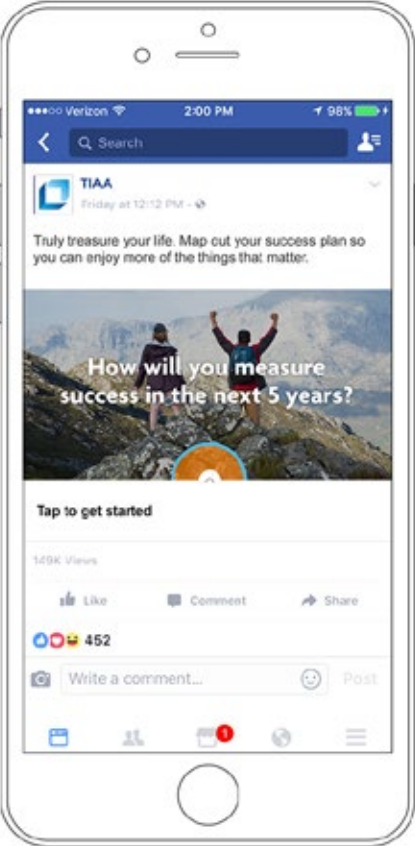 Verizon 2:00 PM 98%
Search
TIAA
Friday at 12:12 PM
Truly treasure your life. Map out your success plan so
you can enjoy more of the things that matter.
How will you measure
success in the next 5 years?
Tap to get started
149K Views
Like Comment Share
452
Write a comment... Post
1